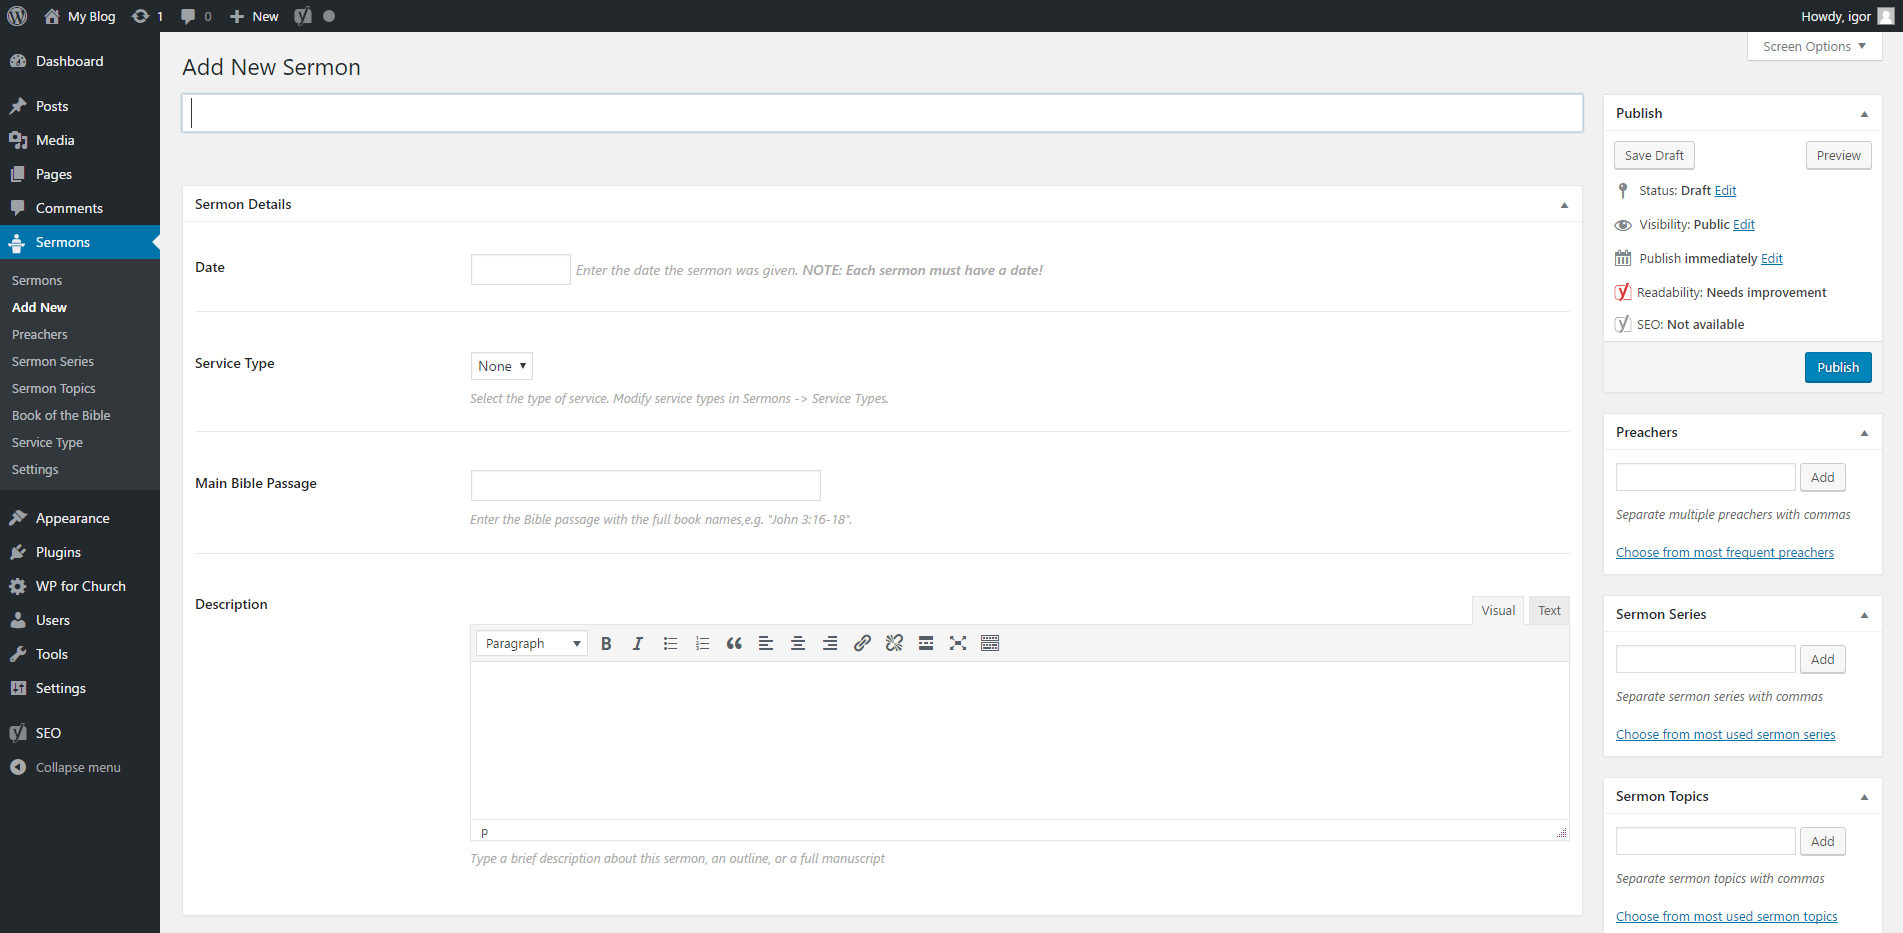 My Blog 1 0 New Howdy, igor
Screen Options
Dashboard
Posts
Media
Pages
Comments
Sermons
Sermons
Add New
Preachers
Sermon Series
Sermon Topics
Book of the Bible
Service Type
Settings
Appearance
Plugins
WP for Church
Users
Tools
Settings
SEO
Collapse menu
Add New Sermon
Sermon Details
Date
Enter the date the sermon was given. NOTE: Each sermon must have a date!
Service Type
None
Select the type of service. Modify service types in Sermons -> Service Types.
Main Bible Passage
Enter the Bible passage with the full book names,e.g. "John 3:16-18".
Description
Visual Text
Paragraph
p
Type a brief description about this sermon, an outline, or a full manuscript
Publish
Save Draft Preview
Status: Draft Edit
Visibility: Public Edit
Publish immediately Edit
Readability: Needs improvement
SEO: Not available
Publish
Preachers
Add
Separate multiple preachers with commas
Choose from most frequent preachers
Sermon Series
Add
Separate sermon series with commas
Choose from most used sermon series
Sermon Topics
Add
Separate sermon topics with commas
Choose from most used sermon topics